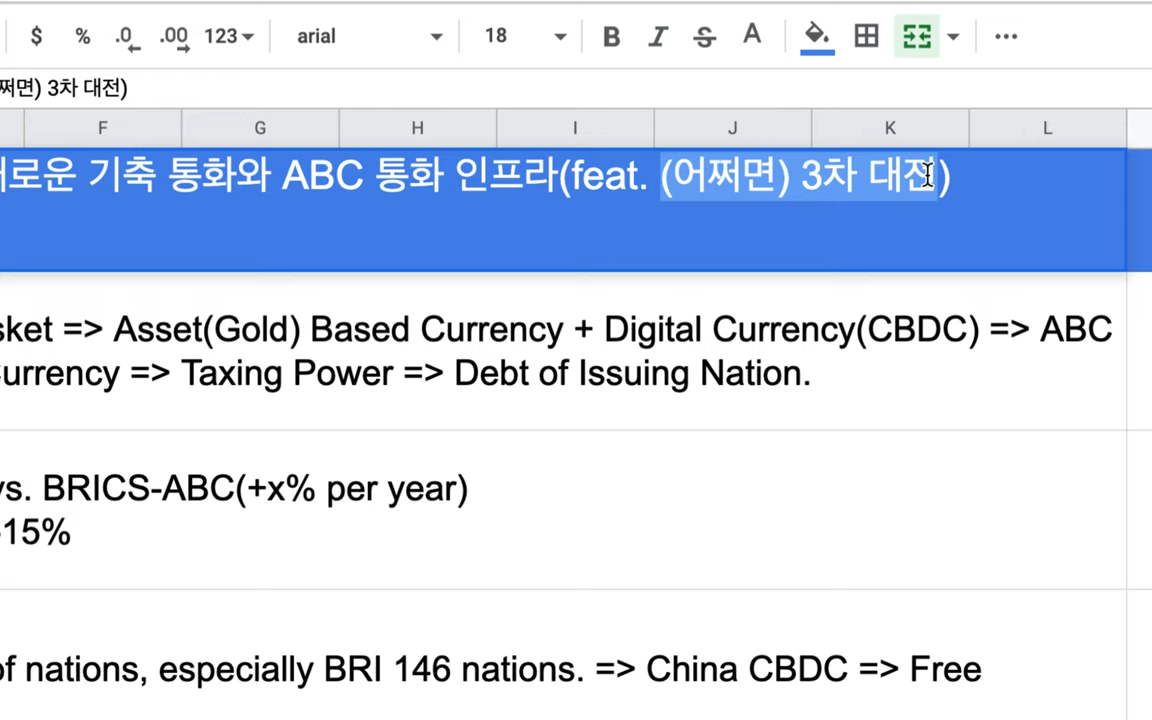 $ % .0 .00 123 arial 18 B I S A
쩌면) 3차 대전)
F G H I J K L
로운 기축 통화와 ABC 통화 인프라(feat. (어쩌면) 3차 대전)
sket => Asset(Gold) Based Currency + Digital Currency(CBDC) => ABC
urrency => Taxing Power => Debt of Issuing Nation.
vs. BRICS-ABC(+x% per year)
15%
of nations, especially BRI 146 nations. => China CBDC => Free